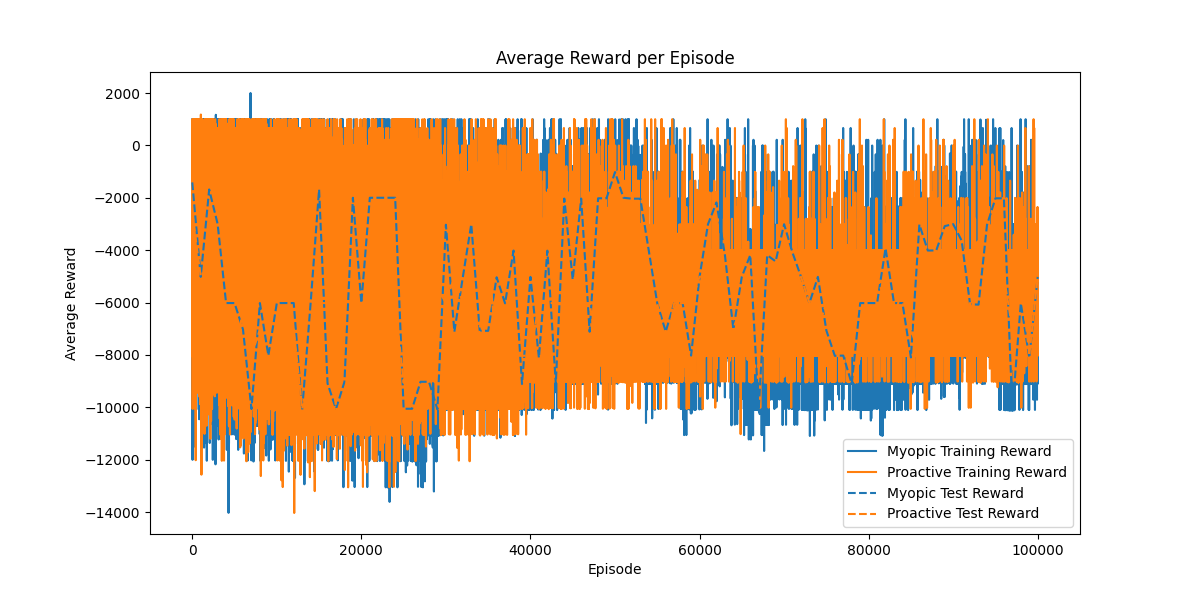 Average Reward per Episode
Average Reward
2000
0
−2000
−4000
−6000
−8000
−10000
−12000
−14000
0
20000
40000
60000
80000
100000
Episode
Myopic Training Reward
Proactive Training Reward
Myopic Test Reward
Proactive Test Reward